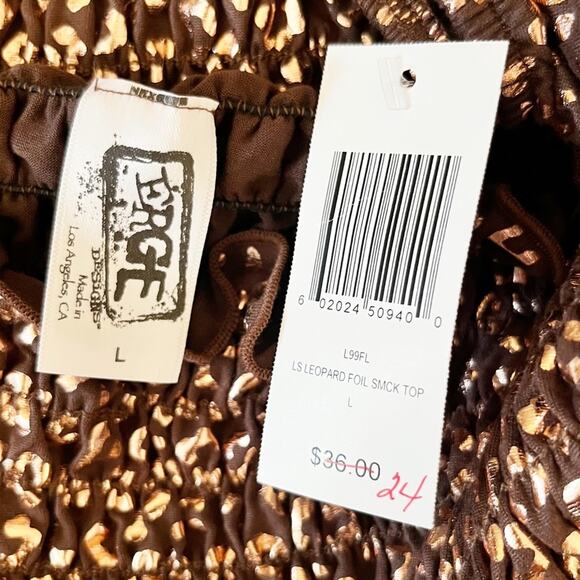 ERGE
DESIGNS
Made in
Los Angeles, CA
L
6 02024 50940 0
L99FL
LS LEOPARD FOIL SMCK TOP
L
$36.00
24